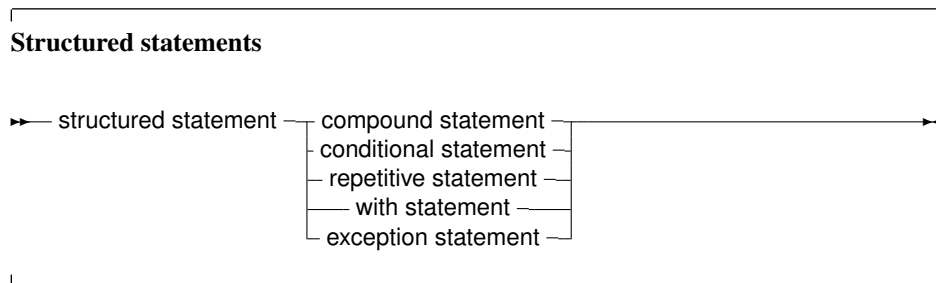 Structured statements
structured statement compound statement
conditional statement
repetitive statement
with statement
exception statement